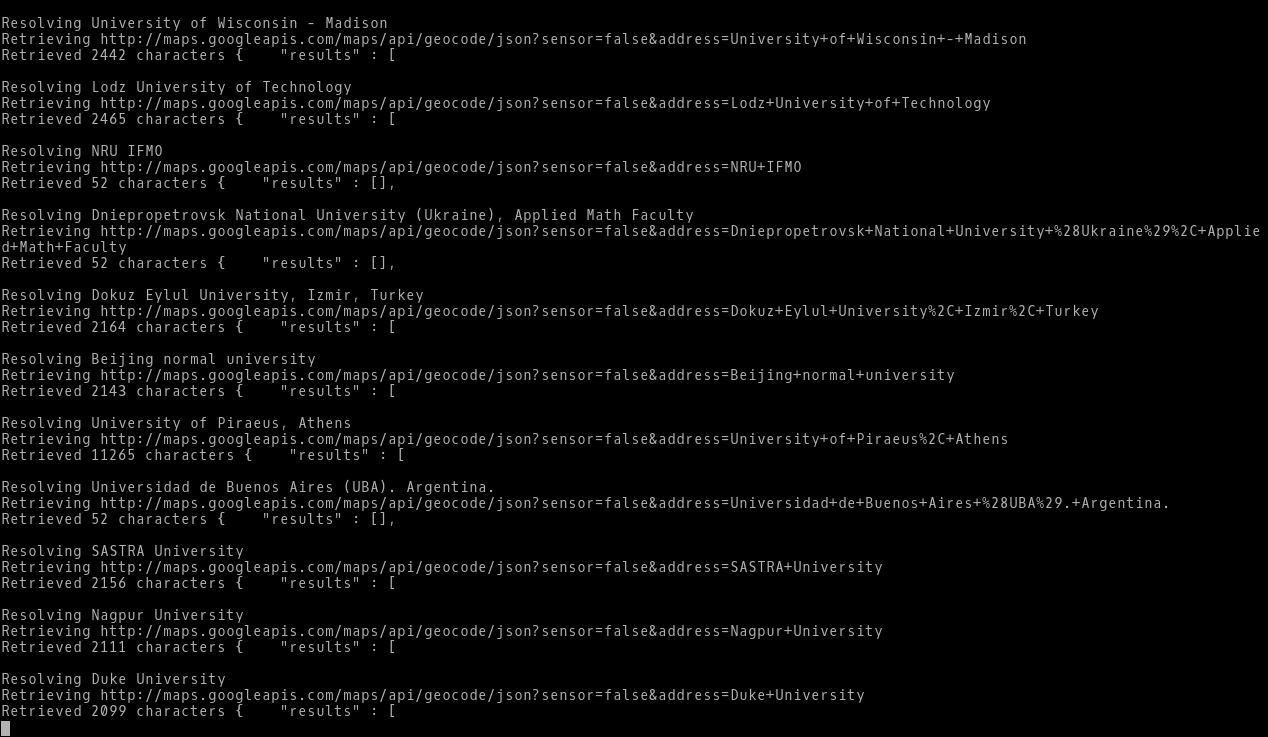 Resolving University of Wisconsin - Madison
Retrieving http://maps.googleapis.com/maps/api/geocode/json?sensor=false&address=University+of+Wisconsin+-+Madison
Retrieved 2442 characters {    "results" : [
Resolving Lodz University of Technology
Retrieving http://maps.googleapis.com/maps/api/geocode/json?sensor=false&address=Lodz+University+of+Technology
Retrieved 2465 characters {    "results" : [
Resolving NRU IFMO
Retrieving http://maps.googleapis.com/maps/api/geocode/json?sensor=false&address=NRU+IFMO
Retrieved 52 characters {    "results" : [],
Resolving Dniepropetrovsk National University (Ukraine), Applied Math Faculty
Retrieving http://maps.googleapis.com/maps/api/geocode/json?sensor=false&address=Dniepropetrovsk+National+University+%28Ukraine%29%2C+Applie
d+Math+Faculty
Retrieved 52 characters {    "results" : [],
Resolving Dokuz Eylul University, Izmir, Turkey
Retrieving http://maps.googleapis.com/maps/api/geocode/json?sensor=false&address=Dokuz+Eylul+University%2C+Izmir%2C+Turkey
Retrieved 2164 characters {    "results" : [
Resolving Beijing normal university
Retrieving http://maps.googleapis.com/maps/api/geocode/json?sensor=false&address=Beijing+normal+university
Retrieved 2143 characters {    "results" : [
Resolving University of Piraeus, Athens
Retrieving http://maps.googleapis.com/maps/api/geocode/json?sensor=false&address=University+of+Piraeus%2C+Athens
Retrieved 11265 characters {    "results" : [
Resolving Universidad de Buenos Aires (UBA). Argentina.
Retrieving http://maps.googleapis.com/maps/api/geocode/json?sensor=false&address=Universidad+de+Buenos+Aires+%28UBA%29.+Argentina.
Retrieved 52 characters {    "results" : [],
Resolving SASTRA University
Retrieving http://maps.googleapis.com/maps/api/geocode/json?sensor=false&address=SASTRA+University
Retrieved 2156 characters {    "results" : [
Resolving Nagpur University
Retrieving http://maps.googleapis.com/maps/api/geocode/json?sensor=false&address=Nagpur+University
Retrieved 2111 characters {    "results" : [
Resolving Duke University
Retrieving http://maps.googleapis.com/maps/api/geocode/json?sensor=false&address=Duke+University
Retrieved 2099 characters {    "results" : [